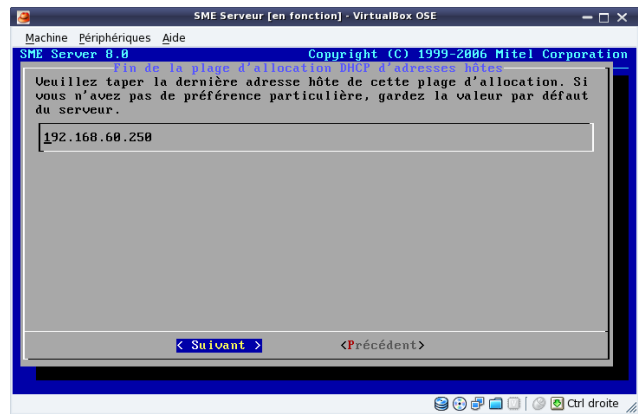 SME Serveur [en fonction] - VirtualBox OSE
Machine Périphériques Aide
SME Server 8.0 Copyright (C) 1999-2006 Mitel Corporation
Fin de la plage d'allocation DHCP d'adresses hôtes
Veuillez taper la dernière adresse hôte de cette plage d'allocation. Si
vous n'avez pas de préférence particulière, gardez la valeur par défaut
du serveur.
192.168.60.250
< Suivant > <Précédent>
Ctrl droite